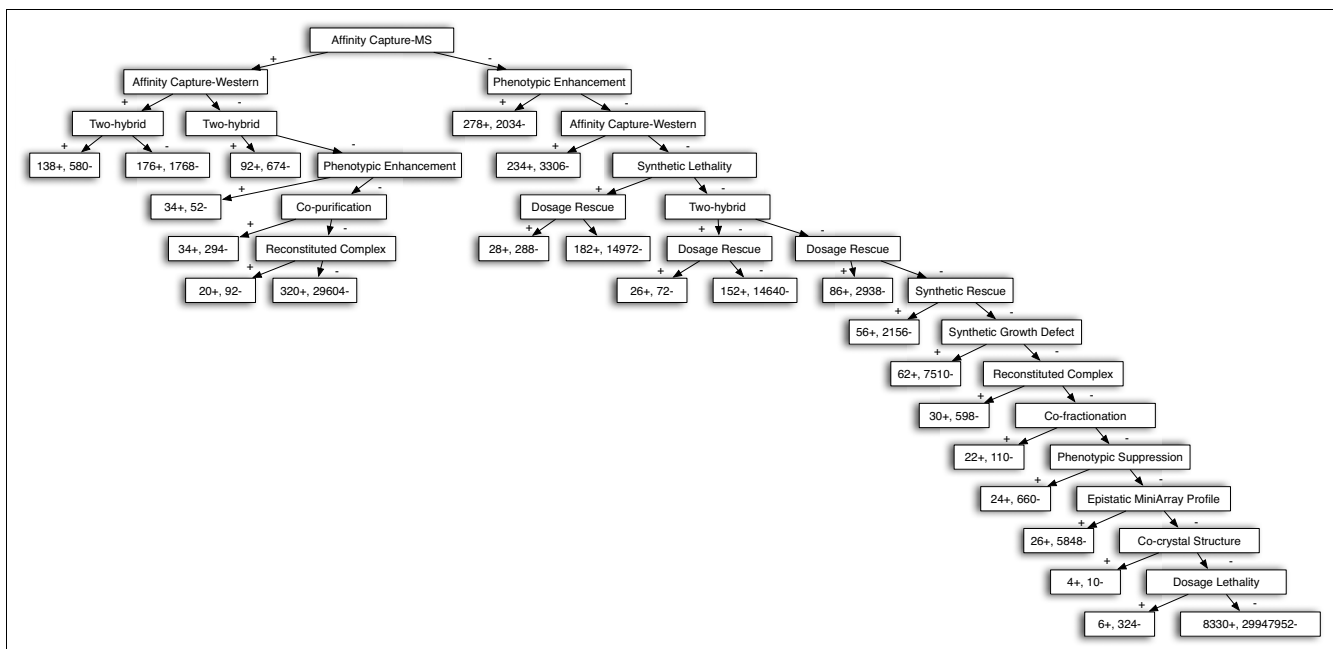 Affinity Capture-MS
+ -
Affinity Capture-Western Phenotypic Enhancement
+ - + -
Two-hybrid Two-hybrid 278+, 2034- Affinity Capture-Western
+ - + - + -
138+, 580- 176+, 1768- 92+, 674- Phenotypic Enhancement 234+, 3306- Synthetic Lethality
+ - + -
34+, 52- Co-purification Dosage Rescue Two-hybrid
+ - + - + - -
34+, 294- Reconstituted Complex 28+, 288- 182+, 14972- Dosage Rescue Dosage Rescue
+ - + - + -
20+, 92- 320+, 29604- 26+, 72- 152+, 14640- 86+, 2938- Synthetic Rescue
+ -
56+, 2156- Synthetic Growth Defect
+ -
62+, 7510- Reconstituted Complex
+ -
30+, 598- Co-fractionation
+ -
22+, 110- Phenotypic Suppression
+ -
24+, 660- Epistatic MiniArray Profile
+ -
26+, 5848- Co-crystal Structure
+ -
4+, 10- Dosage Lethality
+ -
6+, 324- 8330+, 29947952-